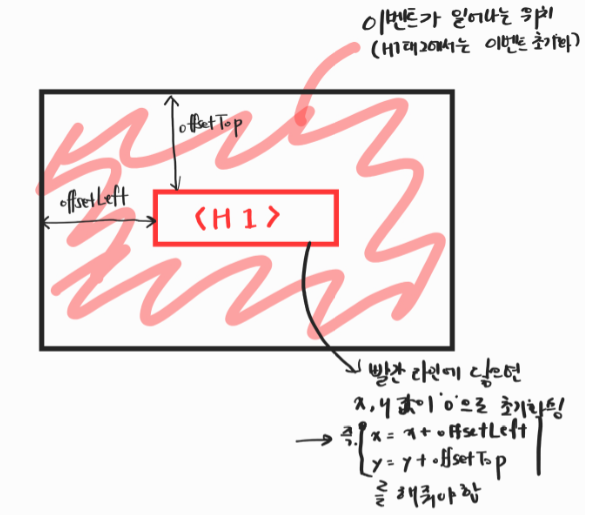 이벤트가 일어나는 위치
(H1태그에서는 이벤트 초기화)
offsetTop
offsetLeft
<H1>
빨간 라인에 닿으면
x, y 값이 '0'으로 초기화됨
즉. x = x + offsetLeft
y = y + offsetTop
를 해줘야함